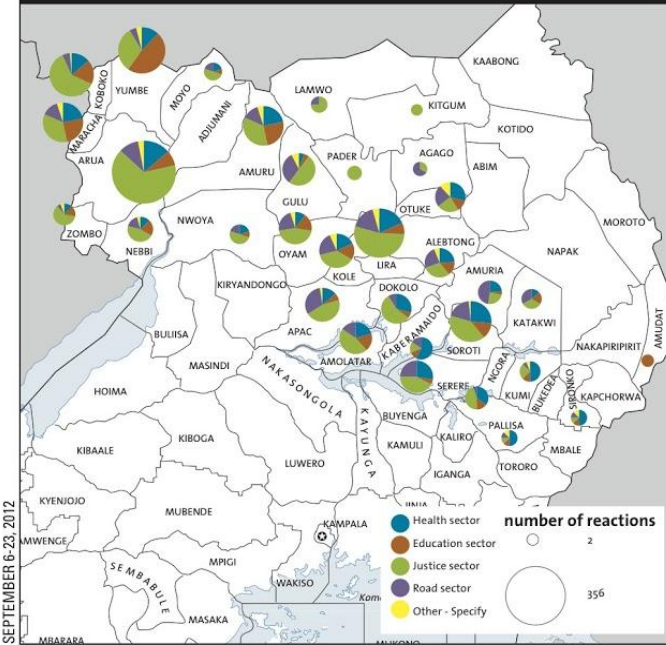 KAABONG
LAMWO
KITGUM
KOBOKO
YUMBE
MOYO
ADJUMANI
KOTIDO
MARACHA
ARUA
AMURU
PADER
AGAGO
ABIM
GULU
OTUKE
MOROTO
ZOMBO
NEBBI
NWOYA
OYAM
LIRA
ALEBTONG
NAPAK
KOLE
AMURIA
KIRYANDONGO
DOKOLO
KATAKWI
AMUDAT
APAC
KABERAMAIDO
BULIISA
AMOLATAR
SOROTI
NAKAPIRIPIRIT
MASINDI
NAKASONGOLA
SERERE
NGORA
KUMI
BUKEDEA
SIRONKO
KAPCHORWA
HOIMA
KAYUNGA
BUYENGA
PALLISA
KIBOGA
KAMULI
KALIRO
MBALE
KIBAALE
LUWERO
IGANGA
TORORO
KYENJOJO
MUBENDE
JINJA
KAMPALA
MWENGE
MPIGI
SEMBABULE
WAKISO
Kom
MASAKA
MBARARA
MUKONO
Health sector
Education sector
Justice sector
Road sector
Other - Specify
number of reactions
2
356
SEPTEMBER 6-23, 2012